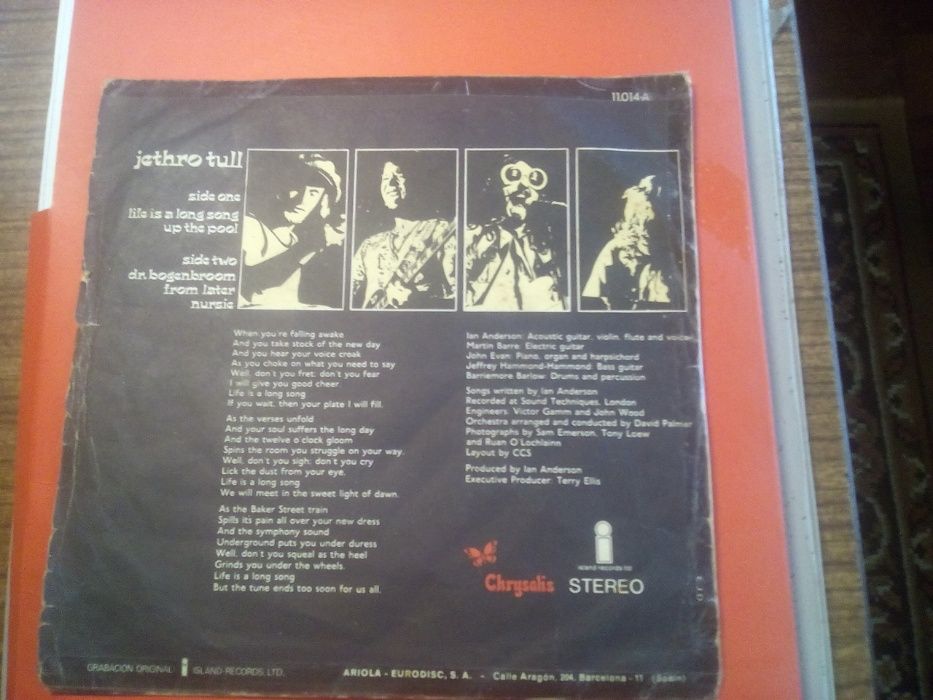 11.014-A
jethro tull
side one
life is a long song
up the pool
side two
dr. bogenbroom
from later
nursie
When you're falling awake
And you take stock of the new day
And you hear your voice croak
As you choke on what you need to say
Well, don't you fret, don't you fear
I will give you good cheer
Life is a long song
If you wait, then your plate I will fill.
As the verses unfold
And your soul suffers the long day
And the twelve o'clock gloom
Spins the room you struggle on your way.
Well, don't you sigh; don't you cry
Lick the dust from your eye.
Life is a long song
We will meet in the sweet light of dawn.
As the Baker Street train
Spills its pain all over your new dress
And the symphony sound
Underground puts you under duress
Well, don't you squeal as the heel
Grinds you under the wheels.
Life is a long song
But the tune ends too soon for us all.
Ian Anderson: Acoustic guitar, violin, flute and voice
Martin Barre: Electric guitar
John Evan: Piano, organ and harpsichord
Jeffrey Hammond-Hammond: Bass guitar
Barriemore Barlow: Drums and percussion
Songs written by Ian Anderson
Recorded at Sound Techniques, London
Engineers: Victor Gamm and John Wood
Orchestra arranged and conducted by David Palmer
Photographs by Sam Emerson, Tony Loew
and Ruan O'Lochlainn
Layout by CCS
Produced by Ian Anderson
Executive Producer: Terry Ellis
i
island records ltd
Chrysalis
STEREO
GRABACION ORIGINAL i ISLAND RECORDS, LTD.
ARIOLA - EURODISC, S. A. - Calle Aragón, 204, Barcelona - 11 (Spain)